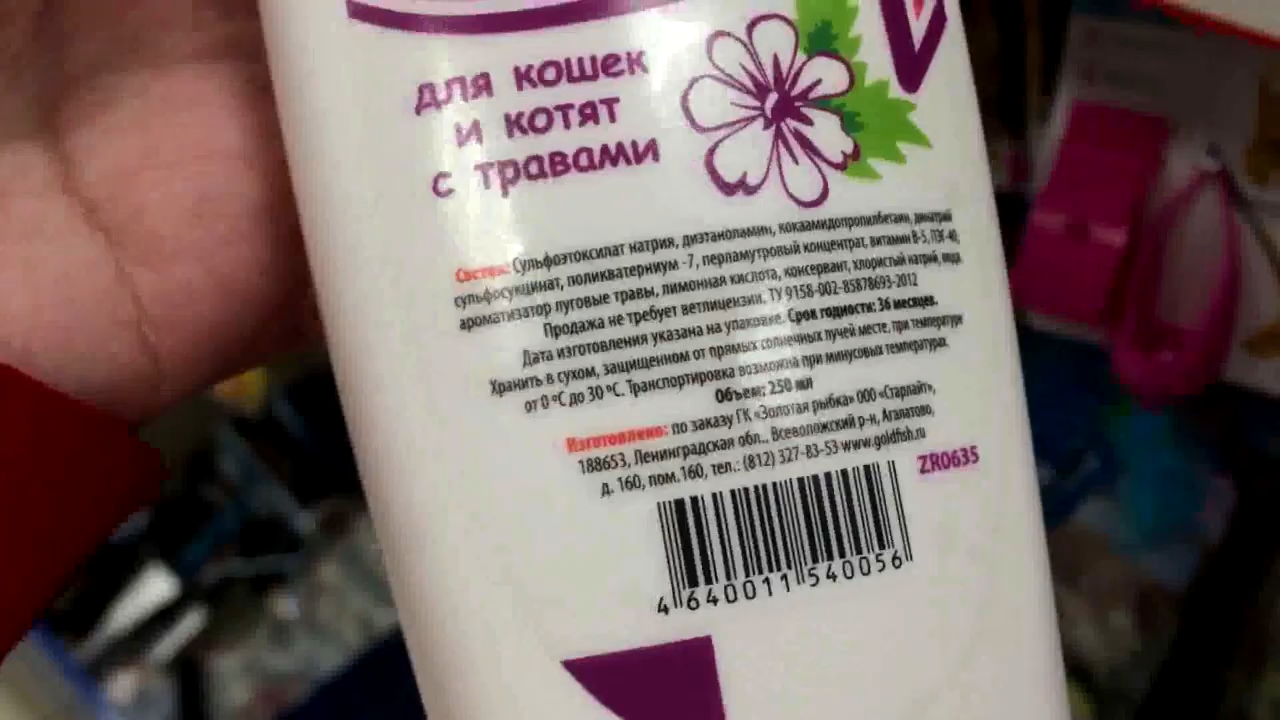 для кошек
и котят
с травами
Состав: Сульфоэтоксилат натрия, диэтаноламин, кокаамидопропилбетаин, динатрий
сульфосукцинат, поликватерниум -7, перламутровый концентрат, витамин В-5, ПЭГ-40,
ароматизатор луговые травы, лимонная кислота, консервант, хлористый натрий, вода.
Продажа не требует ветлицензии. ТУ 9158-002-85878693-2012
Дата изготовления указана на упаковке. Срок годности: 36 месяцев.
Хранить в сухом, защищенном от прямых солнечных лучей месте, при температуре
от 0 °С до 30 °С. Транспортировка возможна при минусовых температурах.
Объем: 250 мл
Изготовлено: по заказу ГК «Золотая рыбка» ООО «Старлайт»,
188653, Ленинградская обл., Всеволожский р-н, Агалатово,
д. 160, пом. 160, тел.: (812) 327-83-53 www.goldfish.ru
ZR0635
4 640011 540056